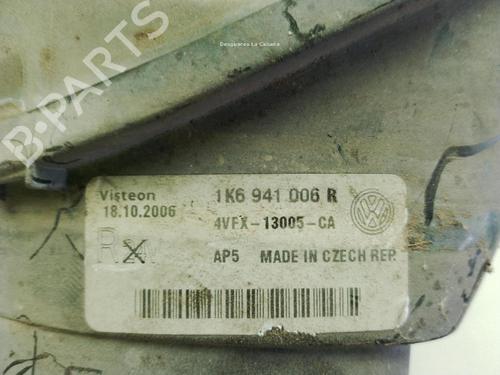 Desguaces La Cabaña
B-PARTS
Visteon 1K6 941 006 R
18.10.2006 4VFX-13005-CA
AP5 MADE IN CZECH REP